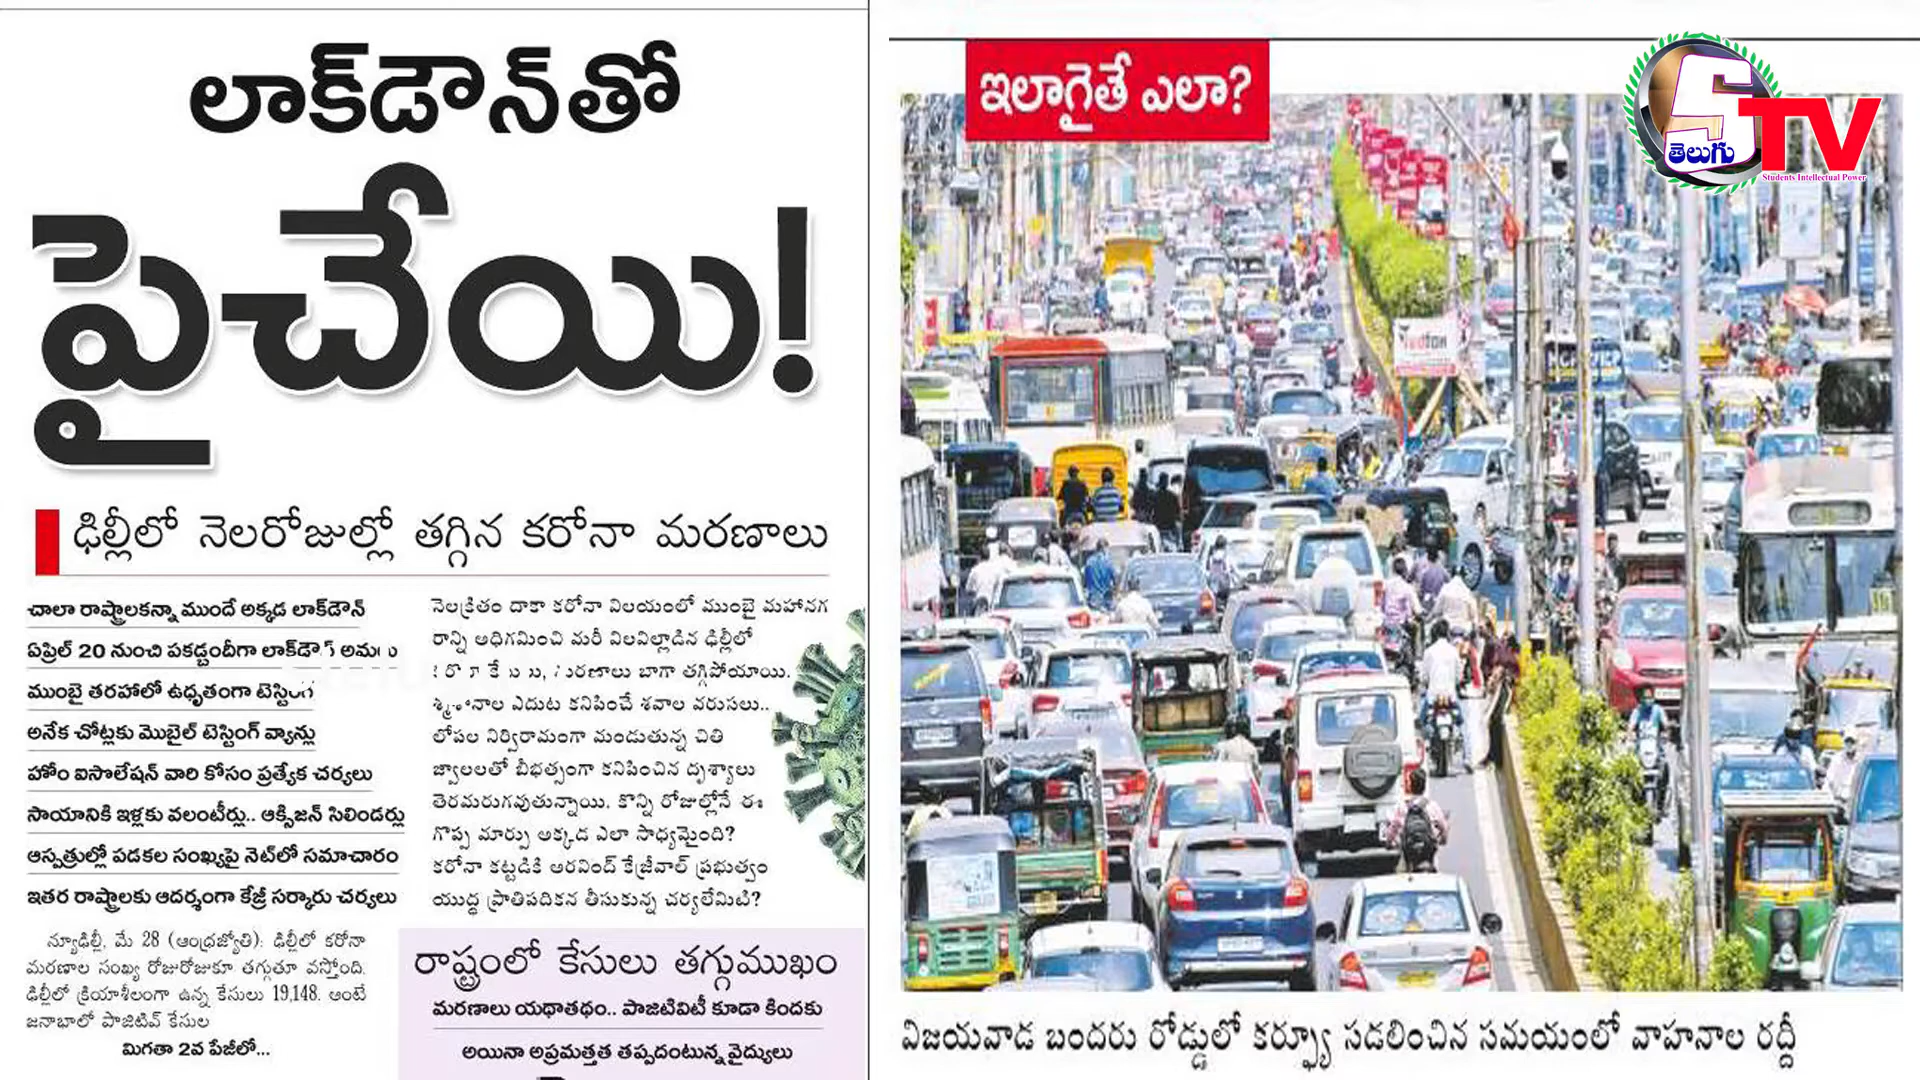 లాక్‌డౌన్‌తో
పైచేయి!
ఢిల్లీలో నెలరోజుల్లో తగ్గిన కరోనా మరణాలు
చాలా రాష్ట్రాలకన్నా ముందే అక్కడ లాక్‌డౌన్
ఏప్రిల్ 20 నుంచి పకడ్బందీగా లాక్‌డౌన్ అమలు
ముంబై తరహాలో ఉధృతంగా టెస్టింగ్
అనేక చోట్లకు మొబైల్ టెస్టింగ్ వ్యాన్లు
హోం ఐసొలేషన్ వారి కోసం ప్రత్యేక చర్యలు
సాయానికి ఇళ్లకు వలంటీర్లు.. ఆక్సిజన్ సిలిండర్లు
ఆస్పత్రుల్లో పడకల సంఖ్యపై నెట్‌లో సమాచారం
ఇతర రాష్ట్రాలకు ఆదర్శంగా కేజ్రీ సర్కారు చర్యలు
న్యూఢిల్లీ, మే 28 (ఆంధ్రజ్యోతి): ఢిల్లీలో కరోనా
మరణాల సంఖ్య రోజురోజుకూ తగ్గుతూ వస్తోంది.
ఢిల్లీలో క్రియాశీలంగా ఉన్న కేసులు 19,148. అంటే
జనాభాలో పాజిటివ్ కేసుల
మిగతా 2వ పేజీలో...
నెలక్రితం దాకా కరోనా విలయంలో ముంబై మహానగ
రాన్ని అధిగమించి మరీ విలవిల్లాడిన ఢిల్లీలో
మరణాలు బాగా తగ్గిపోయాయి.
శ్మశానాల ఎదుట కనిపించే శవాల వరుసలు..
లోపల నిర్విరామంగా మండుతున్న చితి
జ్వాలలతో బీభత్సంగా కనిపించిన దృశ్యాలు
తెరమరుగవుతున్నాయి. కొన్ని రోజుల్లోనే ఈ
గొప్ప మార్పు అక్కడ ఎలా సాధ్యమైంది?
కరోనా కట్టడికి అరవింద్ కేజ్రీవాల్ ప్రభుత్వం
యుద్ధ ప్రాతిపదికన తీసుకున్న చర్యలేమిటి?
రాష్ట్రంలో కేసులు తగ్గుముఖం
మరణాలు యథాతథం.. పాజిటివిటీ కూడా కిందకు
అయినా అప్రమత్తత తప్పదంటున్న వైద్యులు
ఇలాగైతే ఎలా?
S TV
తెలుగు
Students Intellectual Power
విజయవాడ బందరు రోడ్డులో కర్ఫ్యూ సడలించిన సమయంలో వాహనాల రద్దీ